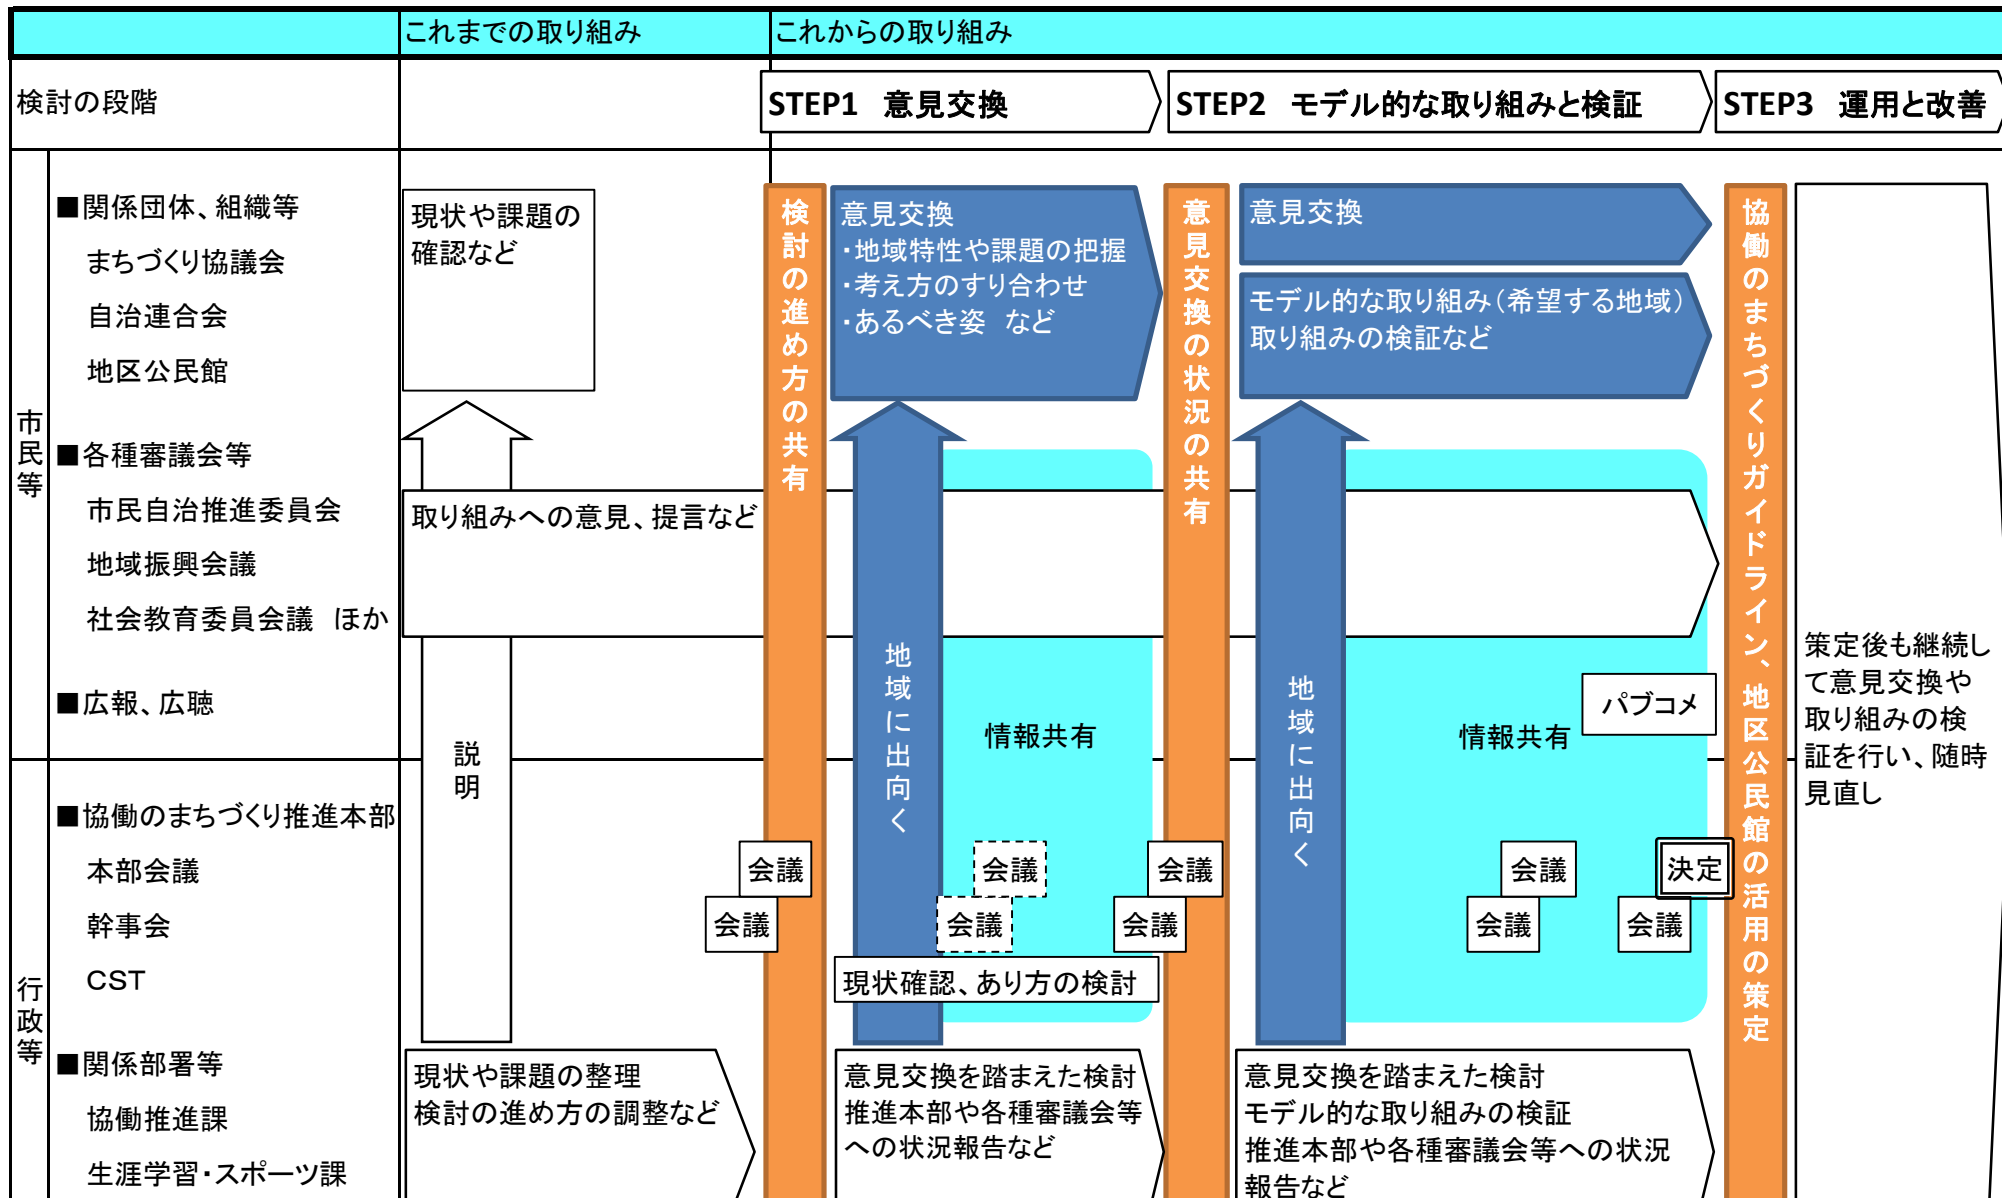 これまでの取り組み
これからの取り組み
検討の段階
STEP1　意見交換
STEP2　モデル的な取り組みと検証
STEP3　運用と改善
市民等
■関係団体、組織等
まちづくり協議会
自治連合会
地区公民館
■各種審議会等
市民自治推進委員会
地域振興会議
社会教育委員会議　ほか
■広報、広聴
行政等
■協働のまちづくり推進本部
本部会議
幹事会
CST
■関係部署等
協働推進課
生涯学習・スポーツ課
現状や課題の
確認など
取り組みへの意見、提言など
説明
会議
会議
現状や課題の整理
検討の進め方の調整など
検討の進め方の共有
意見交換
・地域特性や課題の把握
・考え方のすり合わせ
・あるべき姿　など
地域に出向く
情報共有
会議
会議
会議
会議
現状確認、あり方の検討
意見交換を踏まえた検討
推進本部や各種審議会等
への状況報告など
意見交換の状況の共有
意見交換
モデル的な取り組み（希望する地域）
取り組みの検証など
地域に出向く
情報共有
パブコメ
会議
会議
会議
決定
意見交換を踏まえた検討
モデル的な取り組みの検証
推進本部や各種審議会等への状況
報告など
協働のまちづくりガイドライン、地区公民館の活用の策定
策定後も継続し
て意見交換や
取り組みの検
証を行い、随時
見直し